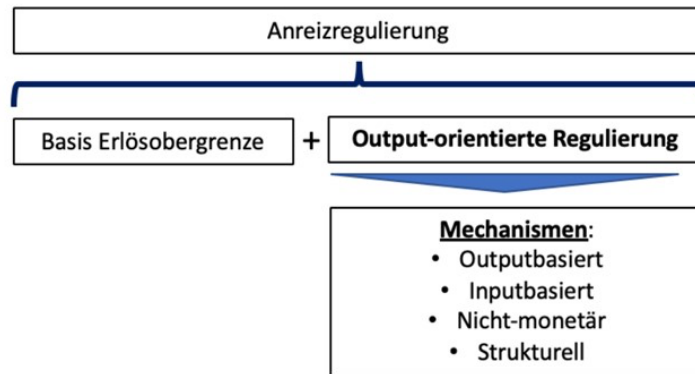 Anreizregulierung
Basis Erlösobergrenze + Output-orientierte Regulierung
Mechanismen:
• Outputbasiert
• Inputbasiert
• Nicht-monetär
• Strukturell